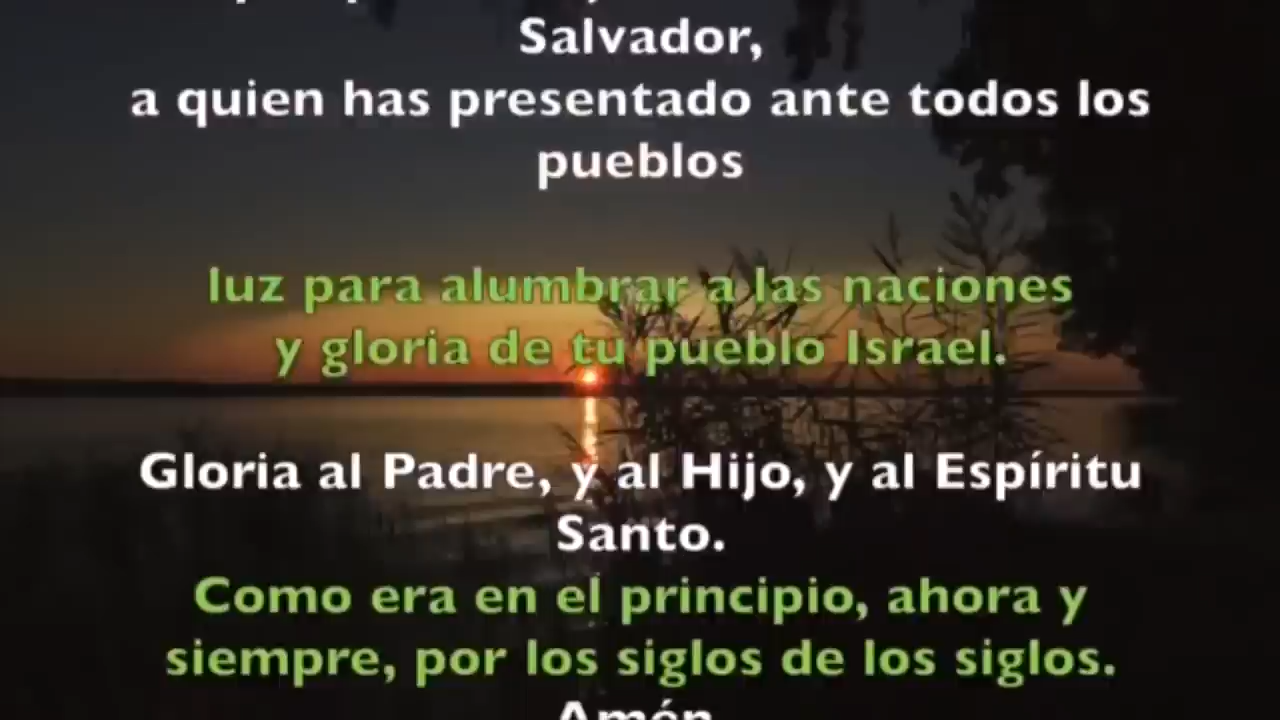 Salvador,
a quien has presentado ante todos los
pueblos
luz para alumbrar a las naciones
y gloria de tu pueblo Israel.
Gloria al Padre, y al Hijo, y al Espíritu
Santo.
Como era en el principio, ahora y
siempre, por los siglos de los siglos.
Amén